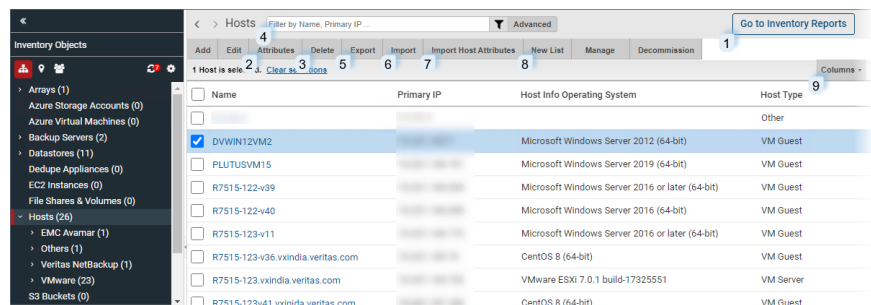 «
Inventory Objects
7
› Arrays (1)
Azure Storage Accounts (0)
Azure Virtual Machines (0)
› Backup Servers (2)
› Datastores (11)
Dedupe Appliances (0)
EC2 Instances (0)
File Shares & Volumes (0)
Hosts (26)
› EMC Avamar (1)
› Others (1)
› Veritas NetBackup (1)
› VMware (23)
S3 Buckets (0)
‹ › Hosts Filter by Name, Primary IP ... Advanced Go to Inventory Reports
4 1
Add Edit Attributes Delete Export Import Import Host Attributes New List Manage Decommission
2 3 5 6 7 8
1 Host is selected. Clear selections Columns
9
Name Primary IP Host Info Operating System Host Type
Other
DVWIN12VM2 Microsoft Windows Server 2012 (64-bit) VM Guest
PLUTUSVM15 Microsoft Windows Server 2019 (64-bit) VM Guest
R7515-122-v39 Microsoft Windows Server 2016 or later (64-bit) VM Guest
R7515-122-v40 Microsoft Windows Server 2016 (64-bit) VM Guest
R7515-123-v11 Microsoft Windows Server 2016 or later (64-bit) VM Guest
R7515-123-v36.vxindia.veritas.com CentOS 8 (64-bit) VM Guest
R7515-123.vxindia.veritas.com VMware ESXi 7.0.1 build-17325551 VM Server
R7515-123v41.vxinida.veritas.com CentOS 8 (64-bit) VM Guest